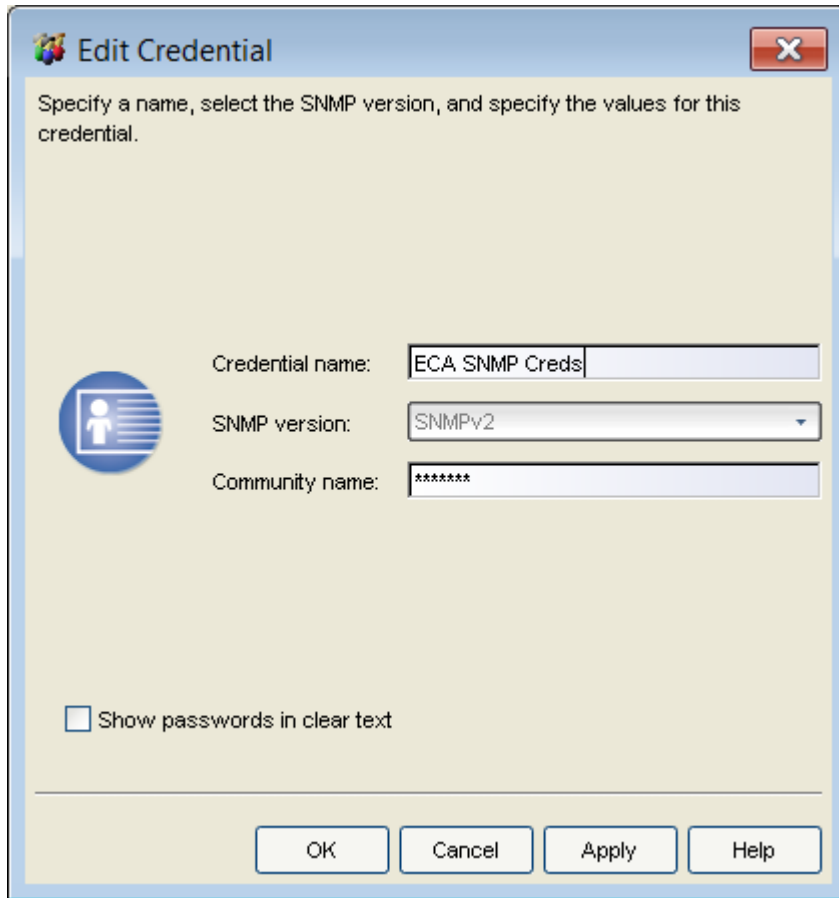 Edit Credential
Specify a name, select the SNMP version, and specify the values for this
credential.
Credential name: ECA SNMP Creds
SNMP version: SNMPv2
Community name: *******
Show passwords in clear text
OK Cancel Apply Help